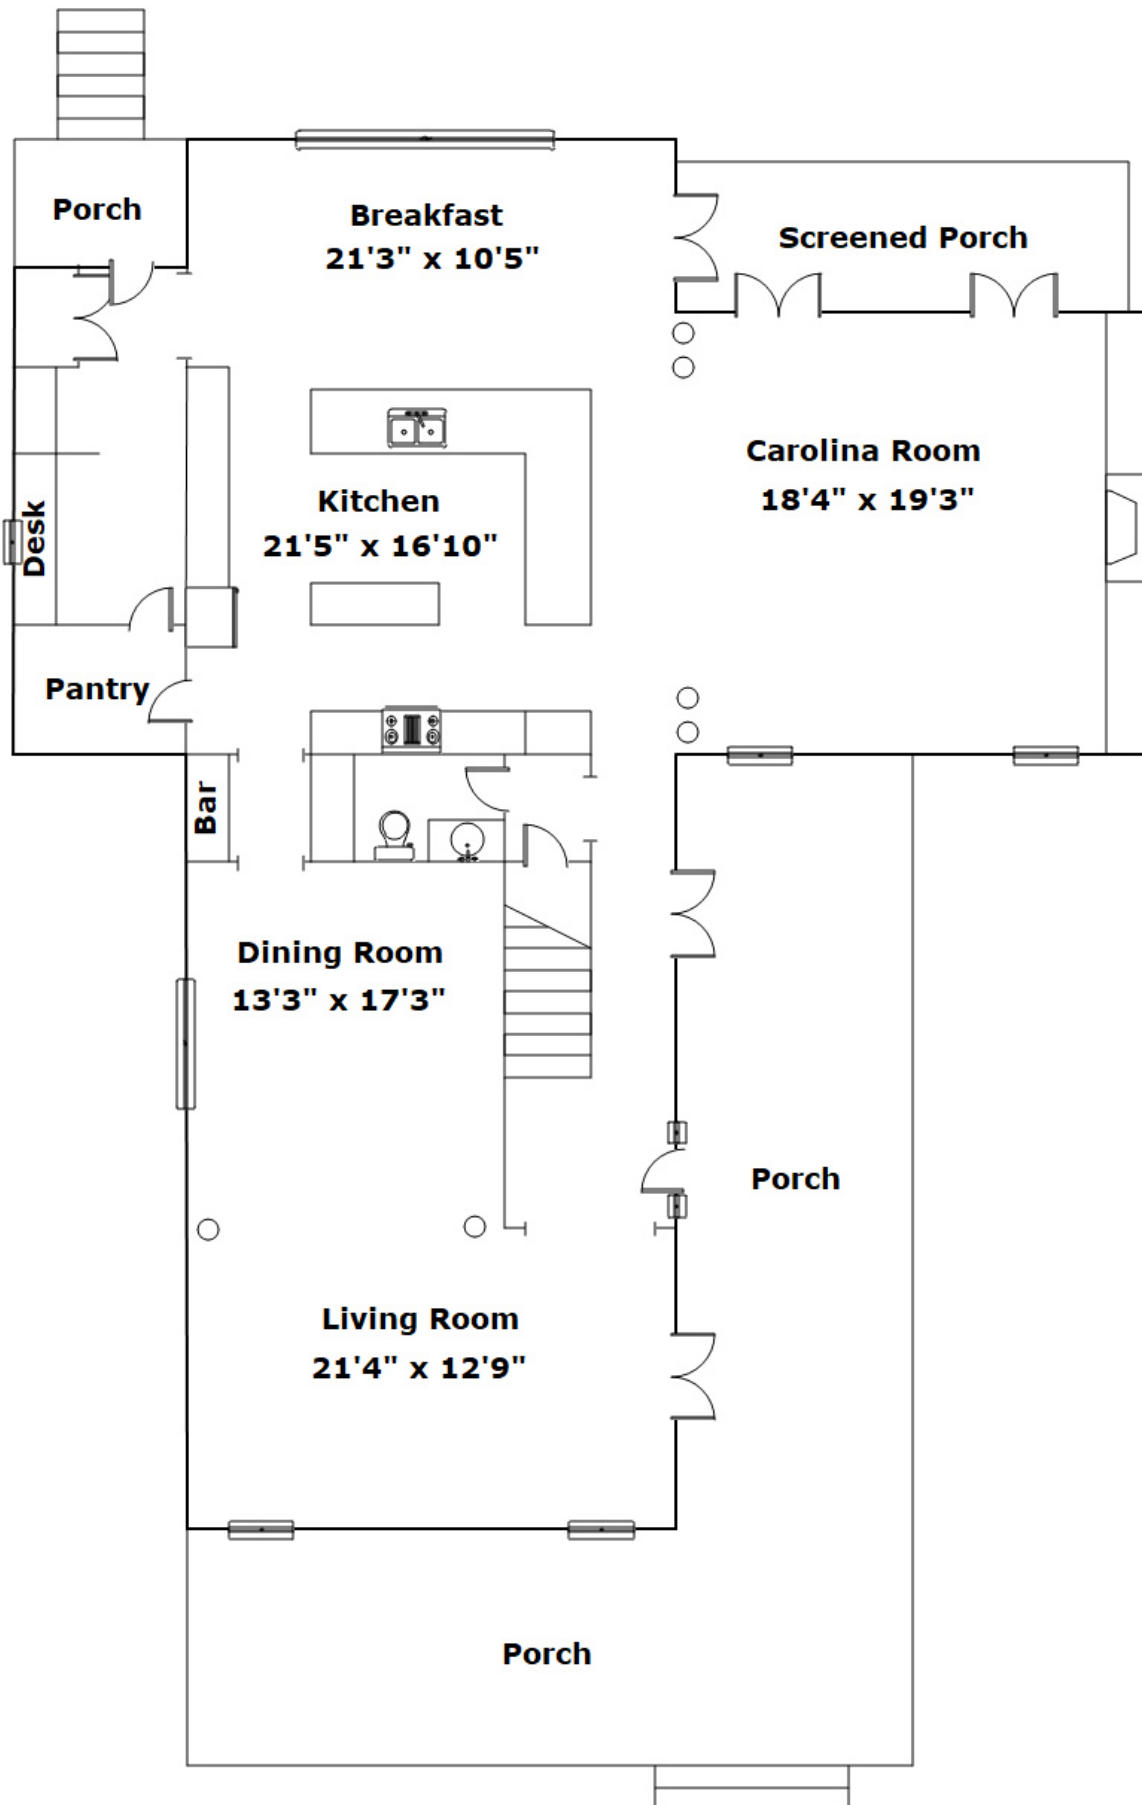 Porch
Breakfast
21'3" x 10'5"
Screened Porch
Carolina Room
18'4" x 19'3"
Kitchen
21'5" x 16'10"
Desk
Pantry
Bar
Dining Room
13'3" x 17'3"
Porch
Living Room
21'4" x 12'9"
Porch